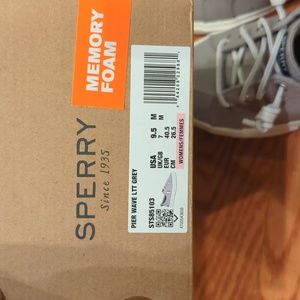 MEMORY
FOAM
SPERRY
Since 1935
PIER WAVE LTT GREY
STS85103
USA 9.5 M
UK/GB 7 M
EUR 40.5
CM 26.5
WOMENS/FEMMES